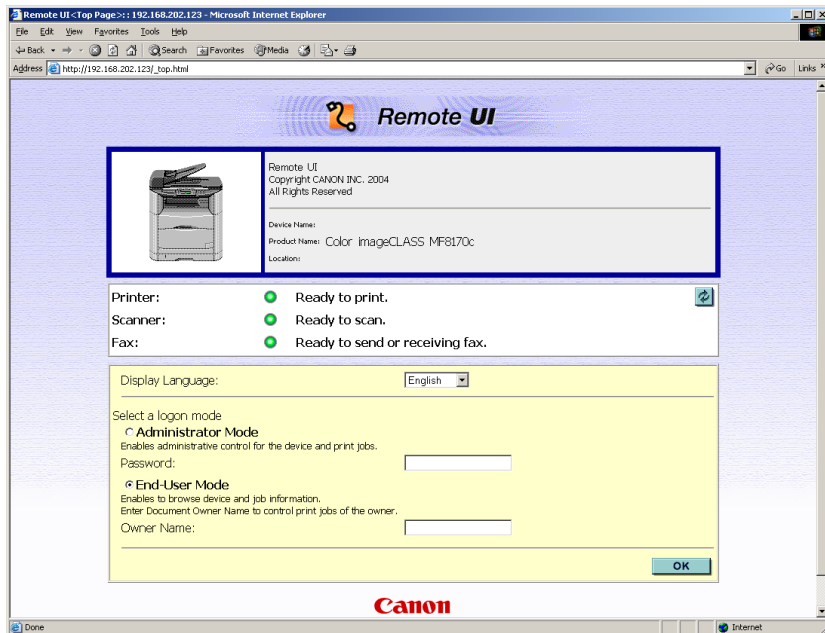 Remote UI<Top Page>: : 192.168.202.123 - Microsoft Internet Explorer
File Edit View Favorites Tools Help
Back Search Favorites Media
Address http://192.168.202.123/_top.html Go Links »
Remote UI
Remote UI
Copyright CANON INC. 2004
All Rights Reserved
Device Name:
Product Name: Color imageCLASS MF8170c
Location:
Printer: Ready to print.
Scanner: Ready to scan.
Fax: Ready to send or receiving fax.
Display Language: English
Select a logon mode
Administrator Mode
Enables administrative control for the device and print jobs.
Password:
End-User Mode
Enables to browse device and job information.
Enter Document Owner Name to control print jobs of the owner.
Owner Name:
OK
Canon
Done Internet